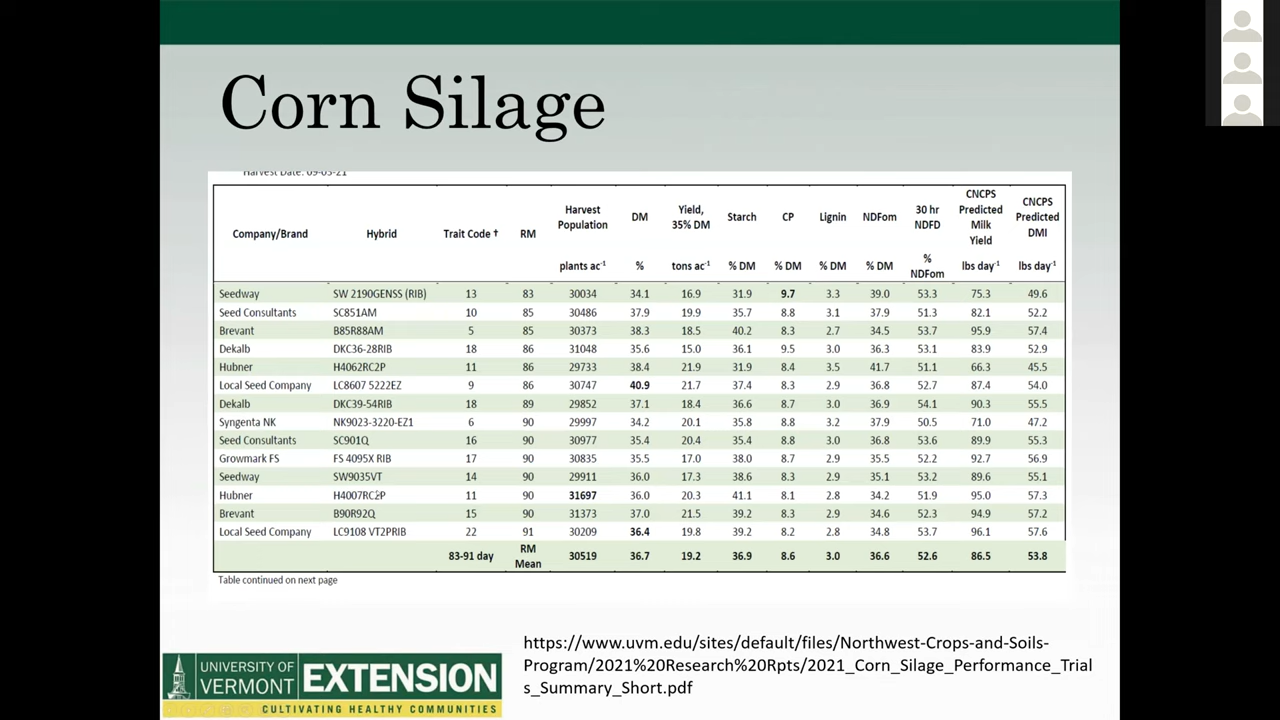 Corn Silage
Harvest Date: 09-03-21
Company/Brand Hybrid Trait Code † RM Harvest Population DM Yield, 35% DM Starch CP Lignin NDFom 30 hr NDFD CNCPS Predicted Milk Yield CNCPS Predicted DMI
plants ac-1 % tons ac-1 % DM % DM % DM % DM % NDFom lbs day-1 lbs day-1
Seedway SW 2190GENSS (RIB) 13 83 30034 34.1 16.9 31.9 9.7 3.3 39.0 53.3 75.3 49.6
Seed Consultants SC851AM 10 85 30486 37.9 19.9 35.7 8.8 3.1 37.9 51.3 82.1 52.2
Brevant B85R88AM 5 85 30373 38.3 18.5 40.2 8.3 2.7 34.5 53.7 95.9 57.4
Dekalb DKC36-28RIB 18 86 31048 35.6 15.0 36.1 9.5 3.0 36.3 53.1 83.9 52.9
Hubner H4062RC2P 11 86 29733 38.4 21.9 31.9 8.4 3.5 41.7 51.1 66.3 45.5
Local Seed Company LC8607 5222EZ 9 86 30747 40.9 21.7 37.4 8.3 2.9 36.8 52.7 87.4 54.0
Dekalb DKC39-54RIB 18 89 29852 37.1 18.4 36.6 8.7 3.0 36.9 54.1 90.3 55.5
Syngenta NK NK9023-3220-EZ1 6 90 29997 34.2 20.1 35.8 8.8 3.2 37.9 50.5 71.0 47.2
Seed Consultants SC901Q 16 90 30977 35.4 20.4 35.4 8.8 3.0 36.8 53.6 89.9 55.3
Growmark FS FS 4095X RIB 17 90 30835 35.5 17.0 38.0 8.7 2.9 35.5 52.2 92.7 56.9
Seedway SW9035VT 14 90 29911 36.0 17.3 38.6 8.3 2.9 35.1 53.2 89.6 55.1
Hubner H4007RC2P 11 90 31697 36.0 20.3 41.1 8.1 2.8 34.2 51.9 95.0 57.3
Brevant B90R92Q 15 90 31373 37.0 21.5 39.2 8.3 2.9 34.6 52.3 94.9 57.2
Local Seed Company LC9108 VT2PRIB 22 91 30209 36.4 19.8 39.2 8.2 2.8 34.8 53.7 96.1 57.6
83-91 day RM Mean 30519 36.7 19.2 36.9 8.6 3.0 36.6 52.6 86.5 53.8
Table continued on next page
https://www.uvm.edu/sites/default/files/Northwest-Crops-and-Soils-
Program/2021%20Research%20Rpts/2021_Corn_Silage_Performance_Trial
s_Summary_Short.pdf
UNIVERSITY OF
VERMONT EXTENSION
CULTIVATING HEALTHY COMMUNITIES